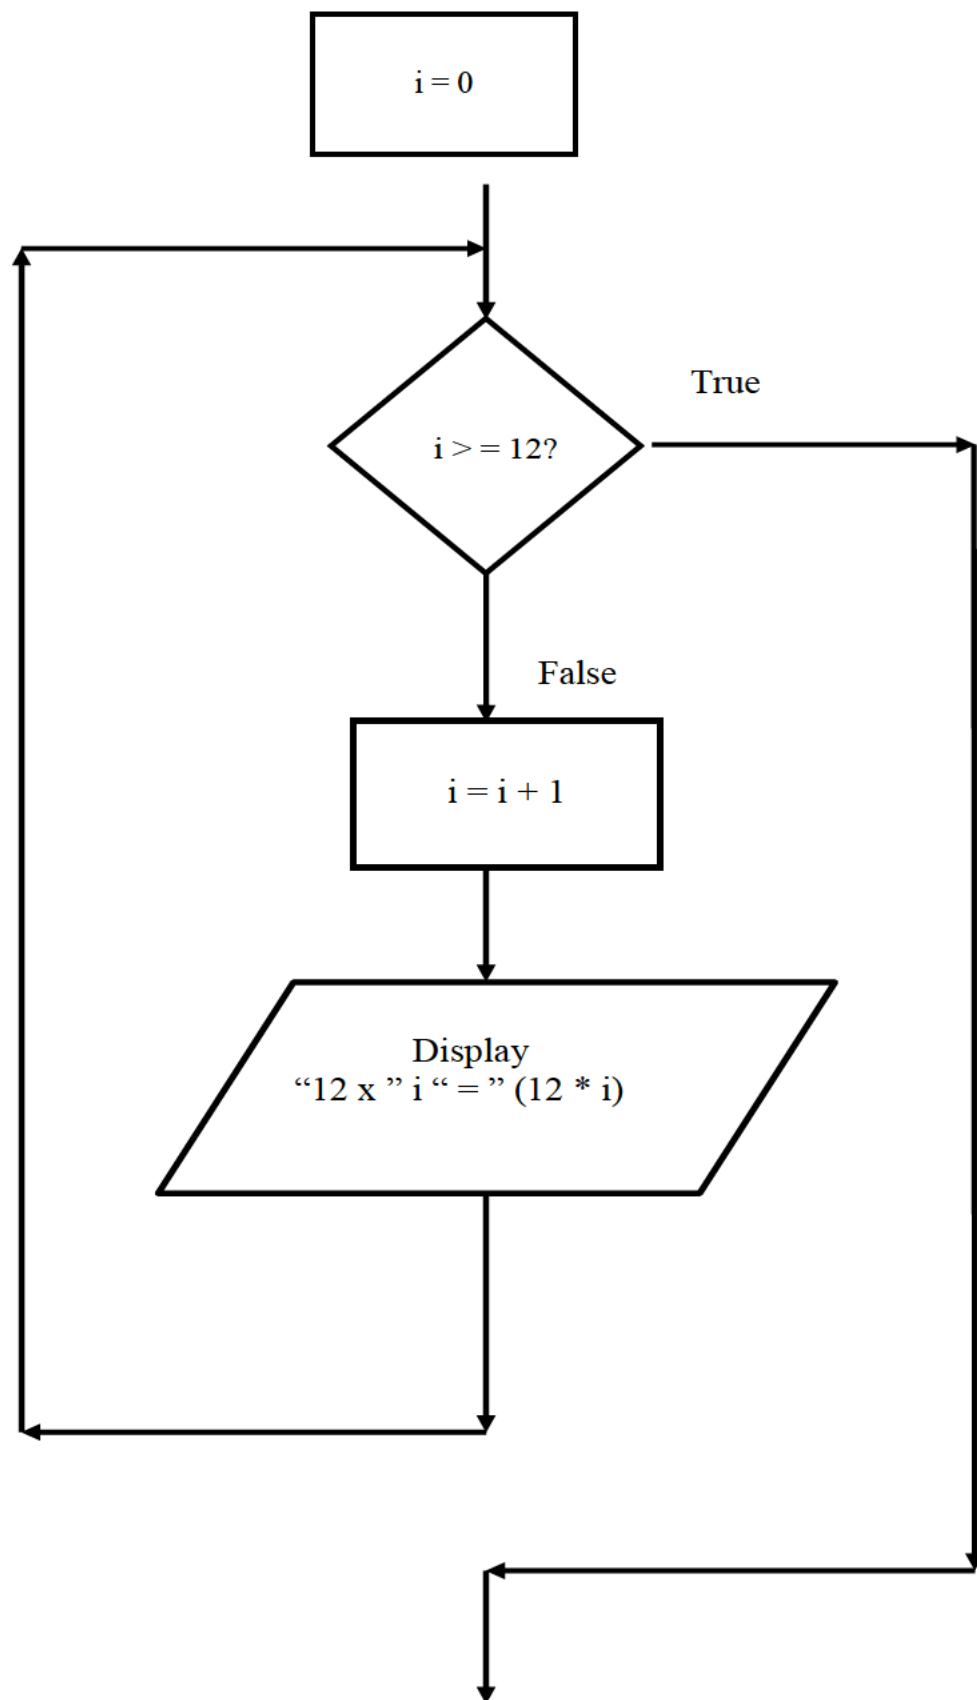 i = 0
True
i > = 12?
False
i = i + 1
Display
“12 x ” i “ = ” (12 * i)